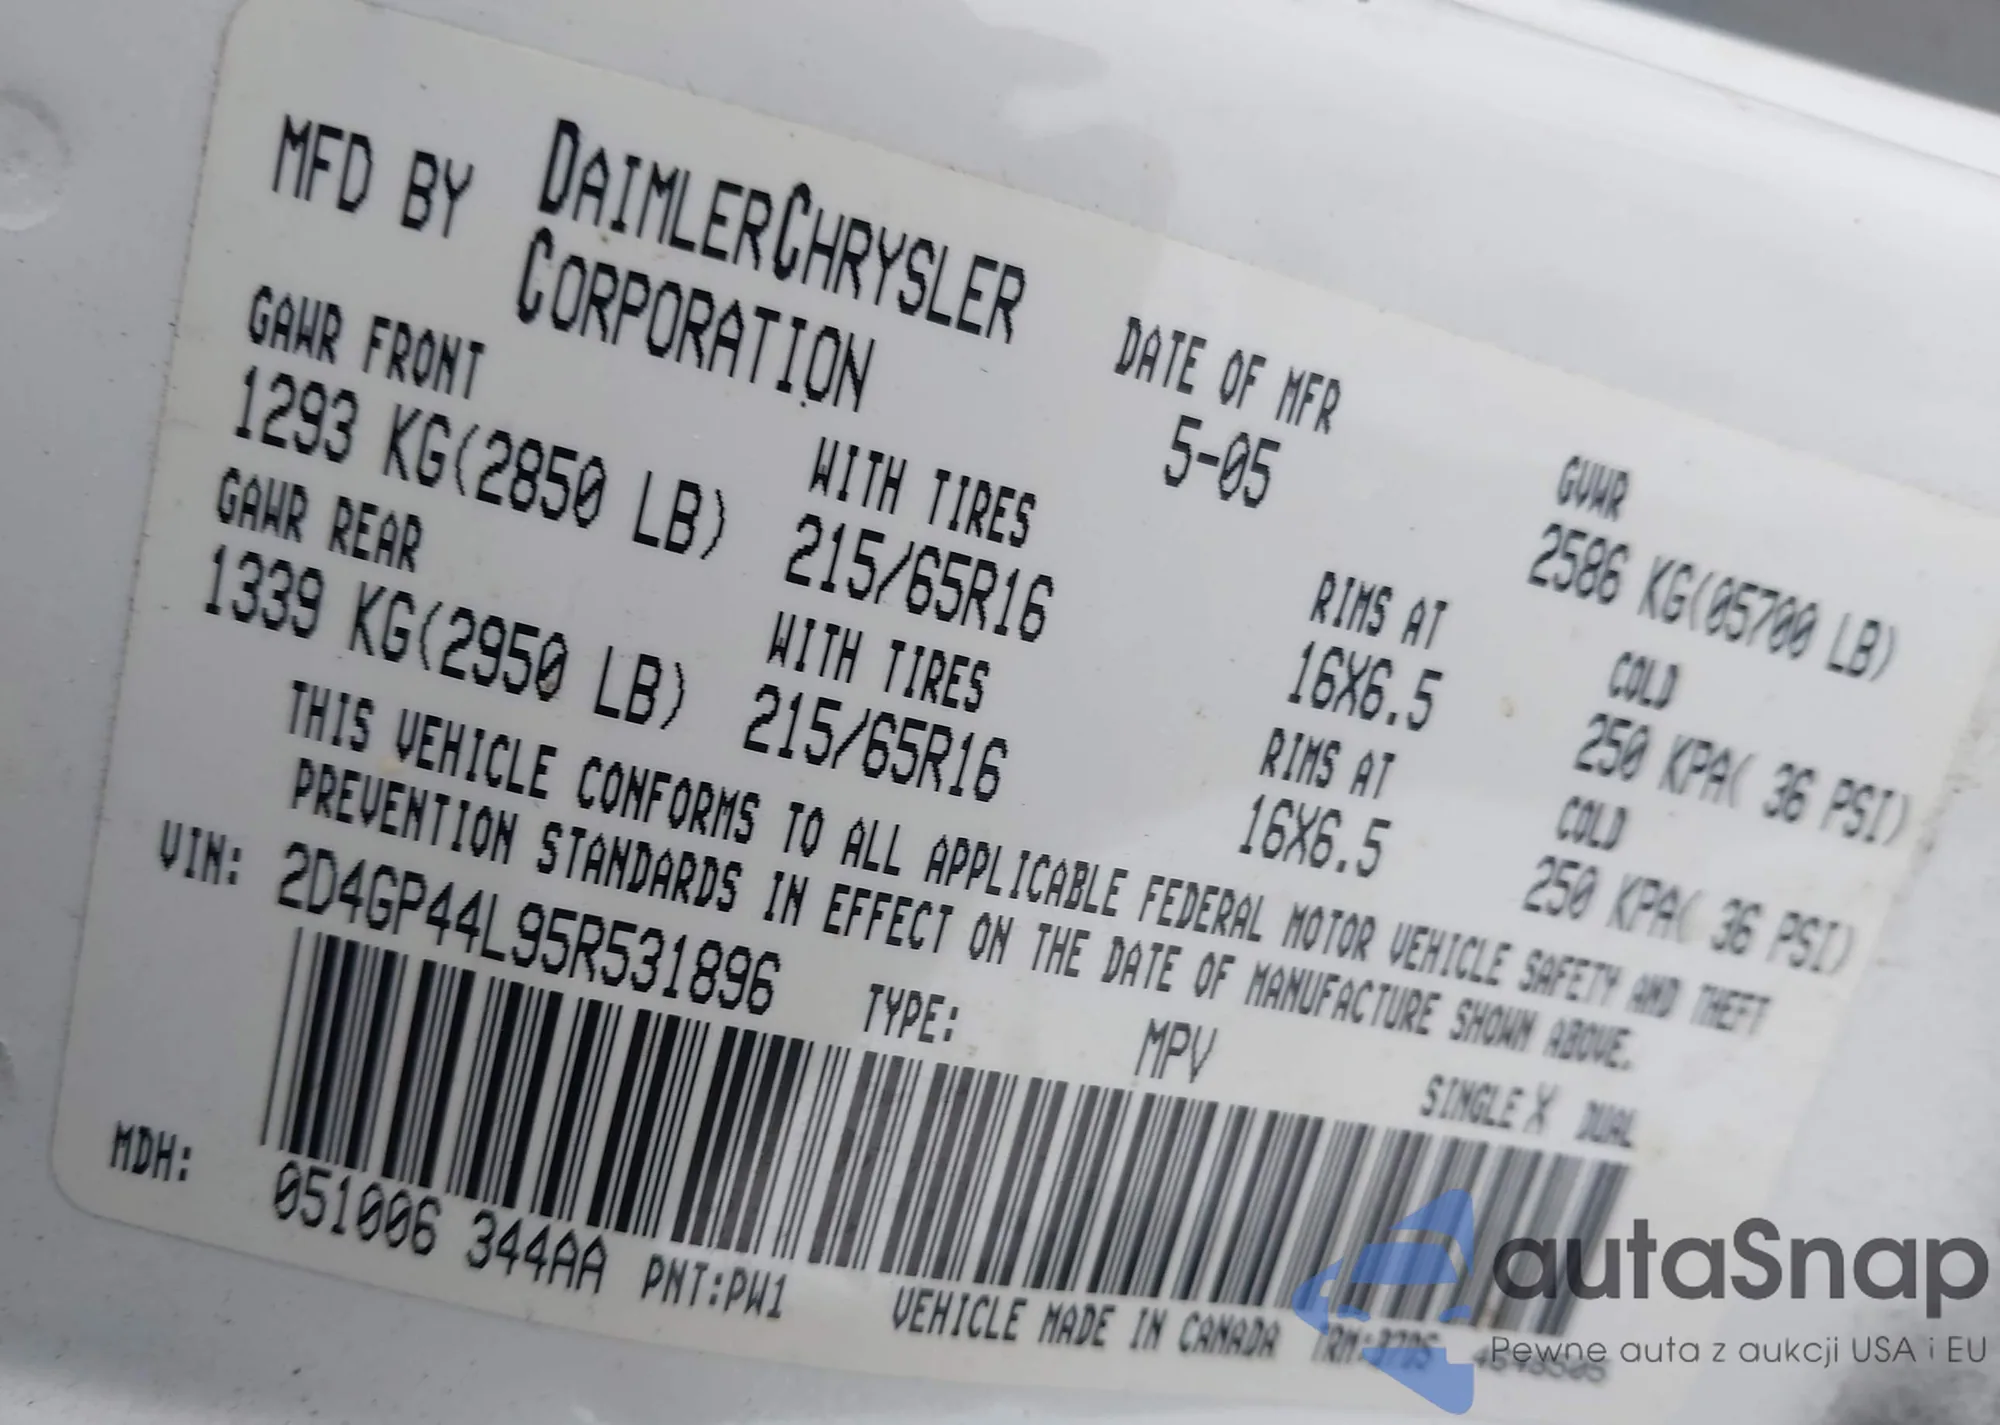 MFD BY DAIMLERCHRYSLER
CORPORATION
DATE OF MFR
5-05
GVWR
2586 KG(05700 LB)
GAWR FRONT
1293 KG(2850 LB)
WITH TIRES
215/65R16
RIMS AT
16X6.5
COLD
250 KPA( 36 PSI)
GAWR REAR
1339 KG(2950 LB)
WITH TIRES
215/65R16
RIMS AT
16X6.5
COLD
250 KPA( 36 PSI)
THIS VEHICLE CONFORMS TO ALL APPLICABLE FEDERAL MOTOR VEHICLE SAFETY AND THEFT
PREVENTION STANDARDS IN EFFECT ON THE DATE OF MANUFACTURE SHOWN ABOVE.
VIN: 2D4GP44L95R531896 TYPE: MPV SINGLE X DUAL
MDH: 051006 344AA PNT:PW1 VEHICLE MADE IN CANADA
autaSnap
Pewne auta z aukcji USA i EU